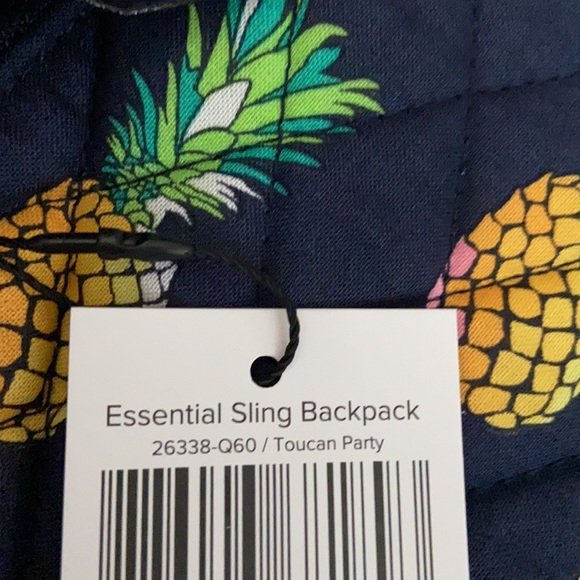 Essential Sling Backpack
26338-Q60 / Toucan Party